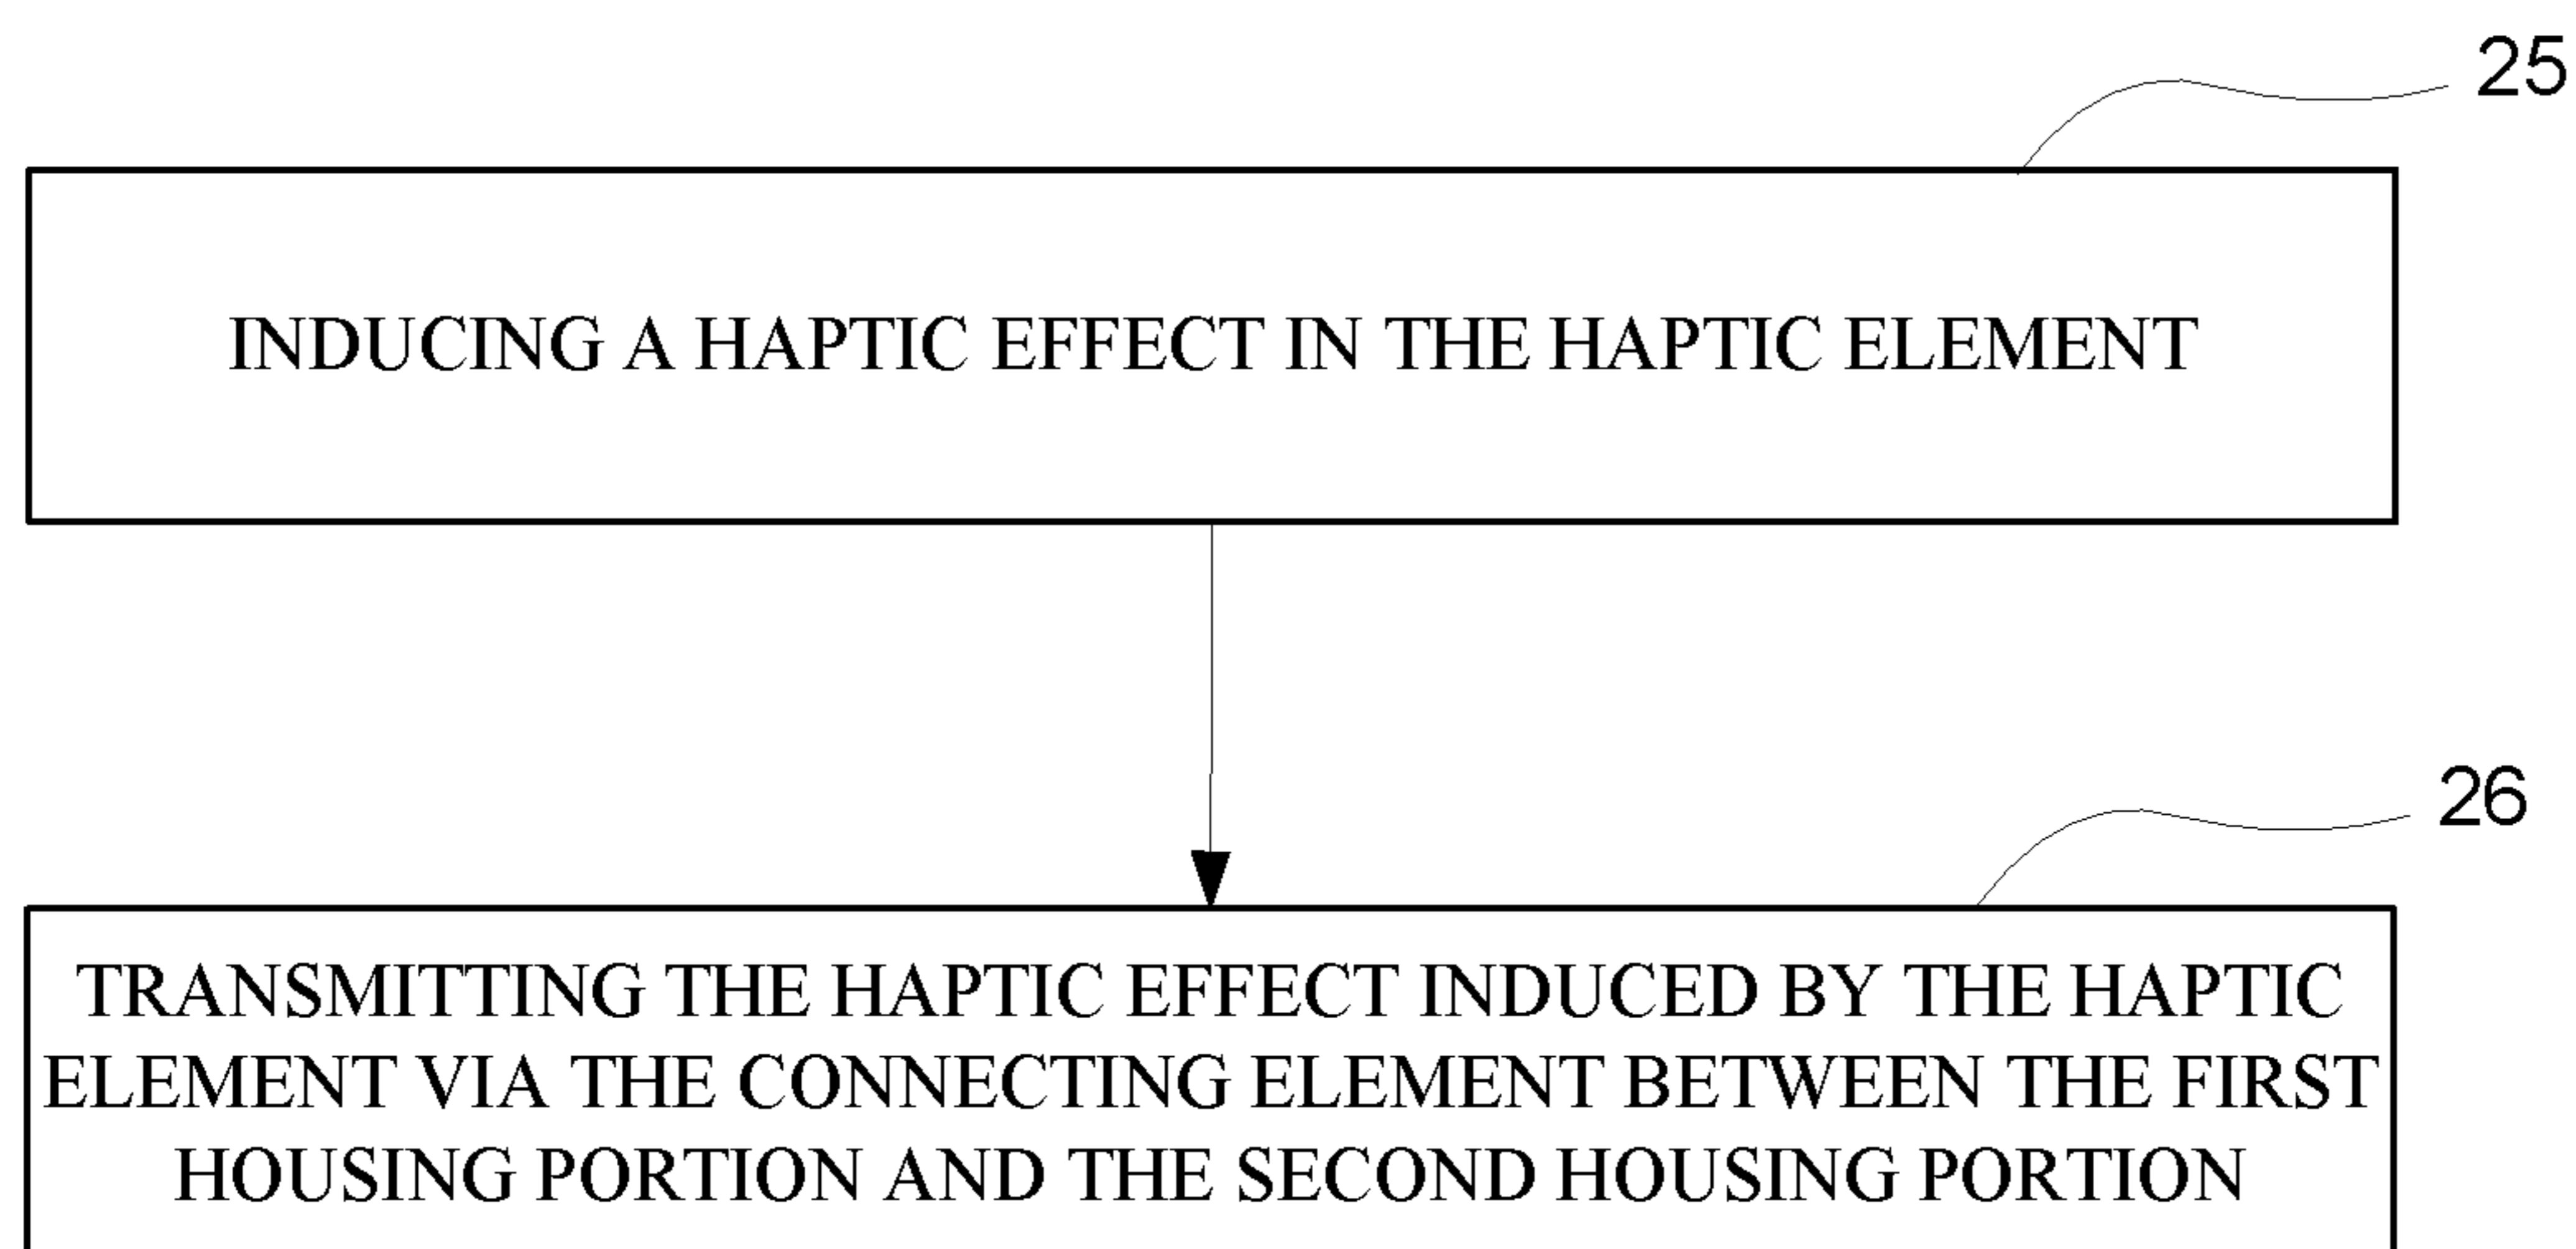 25
INDUCING A HAPTIC EFFECT IN THE HAPTIC ELEMENT
26
TRANSMITTING THE HAPTIC EFFECT INDUCED BY THE HAPTIC
ELEMENT VIA THE CONNECTING ELEMENT BETWEEN THE FIRST
HOUSING PORTION AND THE SECOND HOUSING PORTION